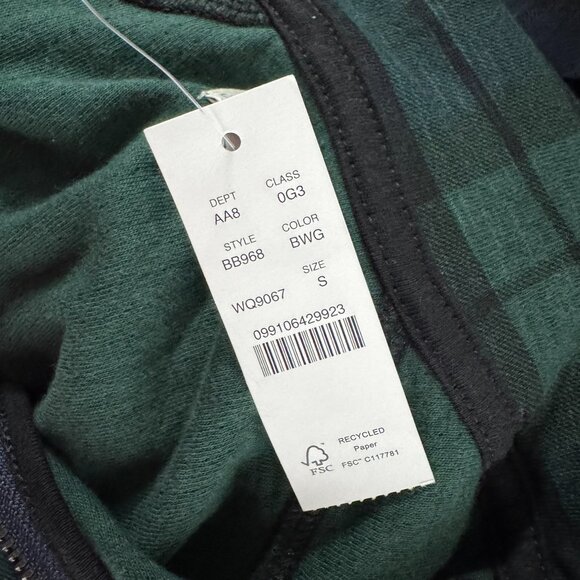 DEPT CLASS
AA8 0G3
STYLE COLOR
BB968 BWG
SIZE
WQ9067 S
099106429923
RECYCLED
Paper
FSC
FSC™ C117781